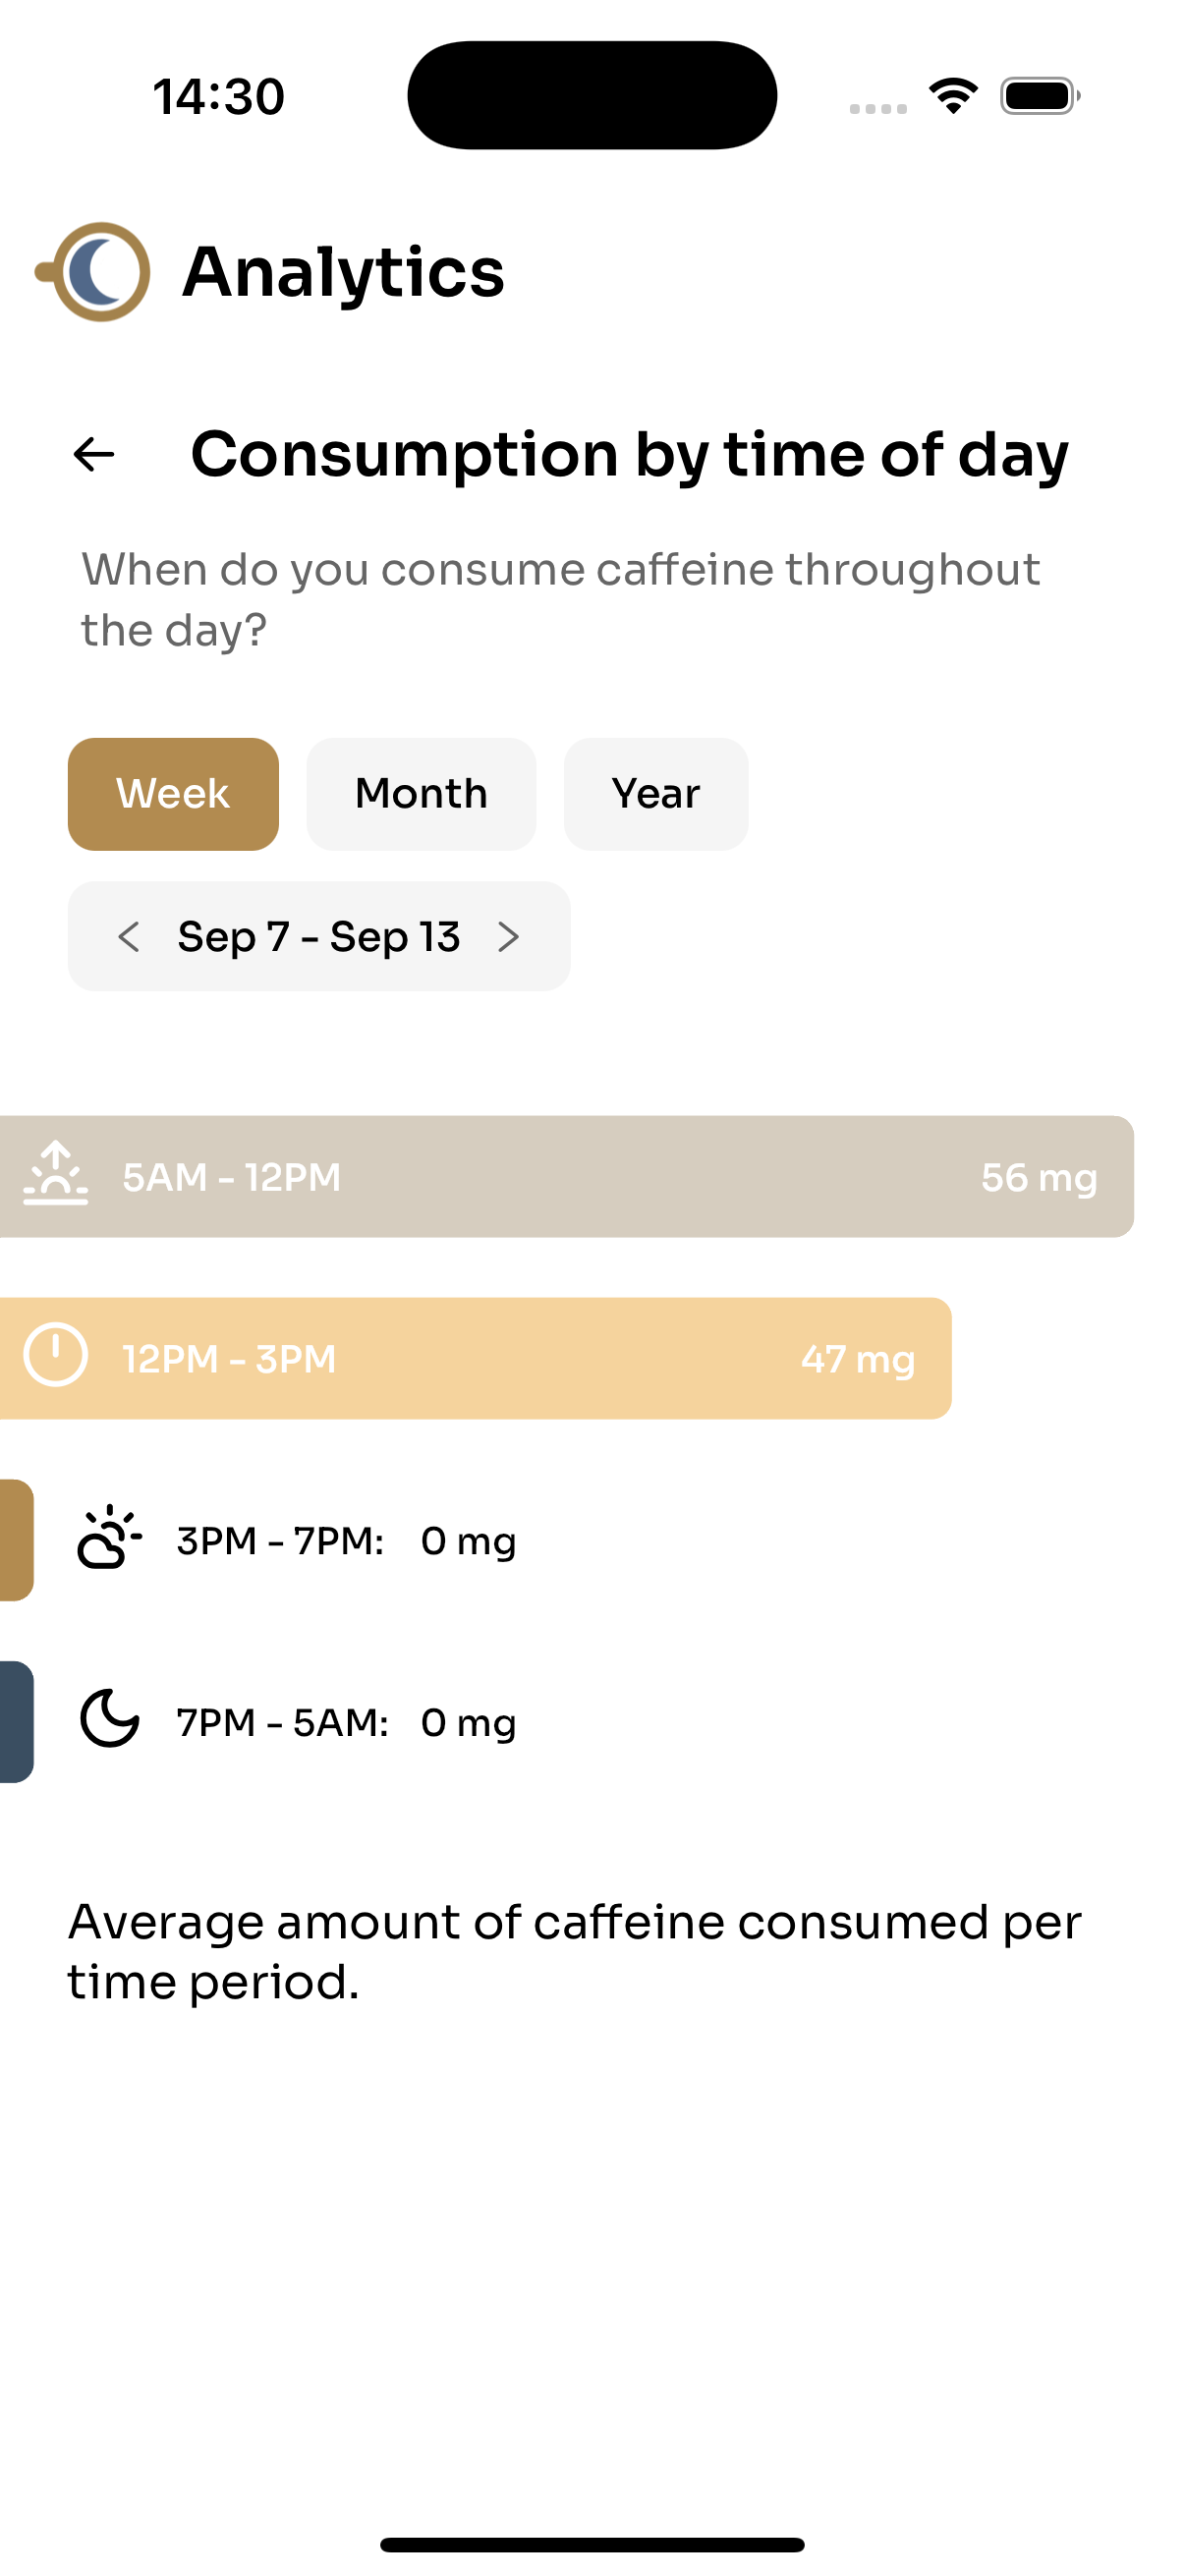 14:30
Analytics
Consumption by time of day
When do you consume caffeine throughout
the day?
Week Month Year
< Sep 7 - Sep 13 >
5AM - 12PM 56 mg
12PM - 3PM 47 mg
3PM - 7PM: 0 mg
7PM - 5AM: 0 mg
Average amount of caffeine consumed per
time period.